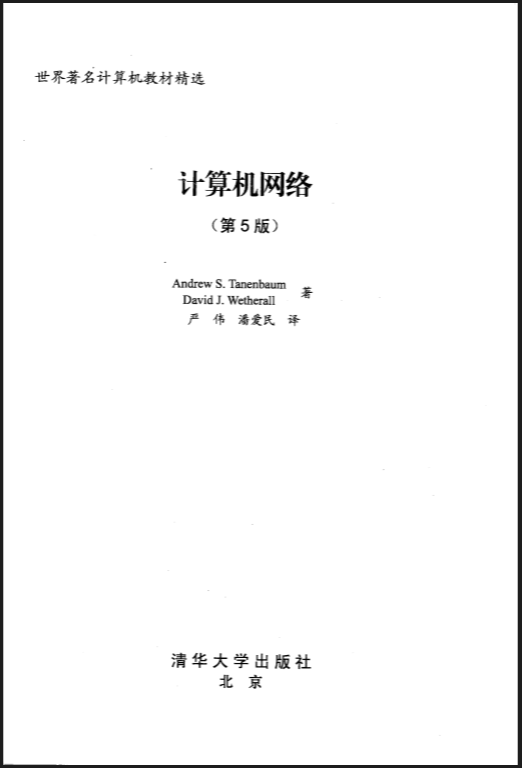 世界著名计算机教材精选
计算机网络
（第5版）
Andrew S. Tanenbaum
David J. Wetherall 著
严 伟 潘爱民 译
清华大学出版社
北 京